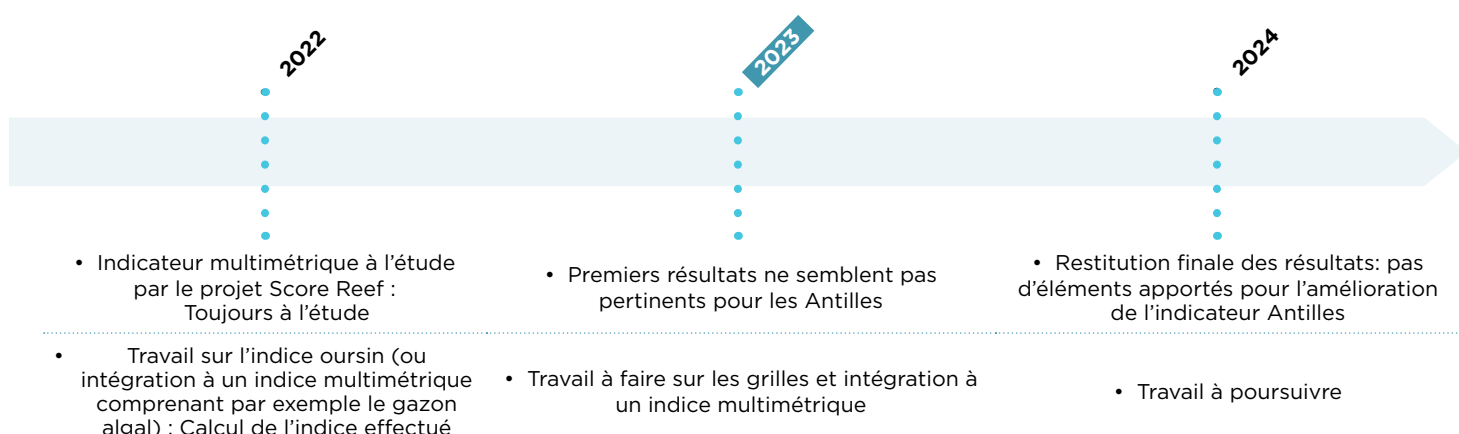 2022
2023
2024
• Indicateur multimétrique à l'étude
par le projet Score Reef :
Toujours à l'étude
• Premiers résultats ne semblent pas
pertinents pour les Antilles
• Restitution finale des résultats: pas
d'éléments apportés pour l'amélioration
de l'indicateur Antilles
• Travail sur l'indice oursin (ou
intégration à un indice multimétrique
comprenant par exemple le gazon
algal) : Calcul de l'indice effectué
• Travail à faire sur les grilles et intégration à
un indice multimétrique
• Travail à poursuivre